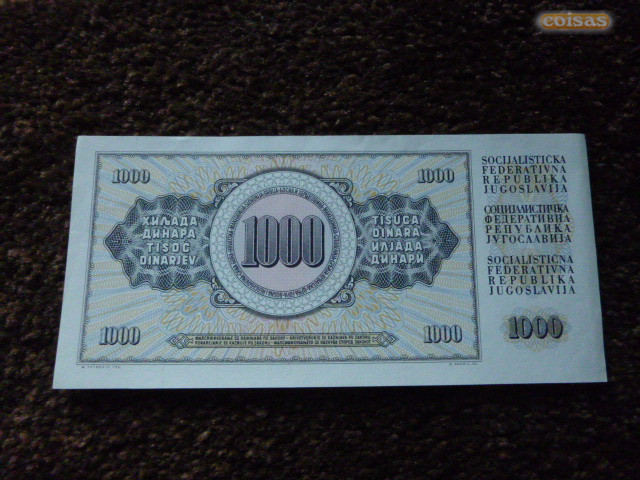 coisas
1000
1000
ХИЉАДА
ДИНАРА
TISOČ
DINARJEV
1000
TISUĆA
DINARA
ИЛЈАДА
ДИНАРИ
1000
1000
SOCIJALISTIČKA
FEDERATIVNA
REPUBLIKA
JUGOSLAVIJA
СОЦИЈАЛИСТИЧКА
ФЕДЕРАТИВНА
РЕПУБЛИКА
ЈУГОСЛАВИЈА
SOCIALISTIČNA
FEDERATIVNA
REPUBLIKA
JUGOSLAVIJA
1000